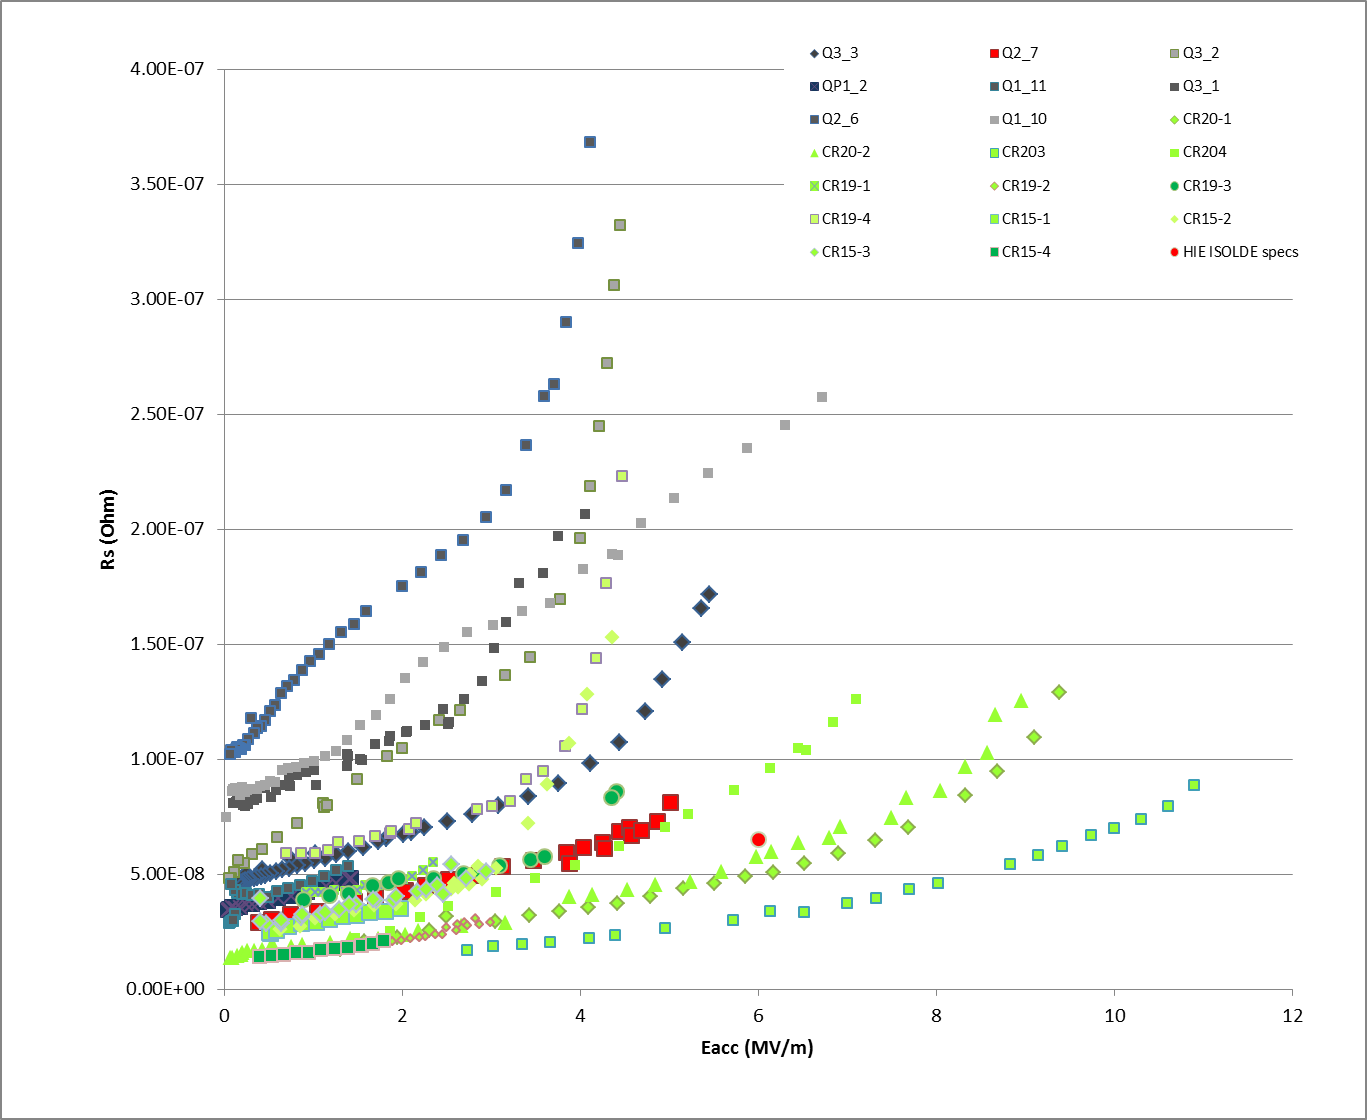 Q3_3 Q2_7 Q3_2
QP1_2 Q1_11 Q3_1
Q2_6 Q1_10 CR20-1
CR20-2 CR203 CR204
CR19-1 CR19-2 CR19-3
CR19-4 CR15-1 CR15-2
CR15-3 CR15-4 HIE ISOLDE specs
4.00E-07
3.50E-07
3.00E-07
2.50E-07
2.00E-07
1.50E-07
1.00E-07
5.00E-08
0.00E+00
Rs (Ohm)
0 2 4 6 8 10 12
Eacc (MV/m)